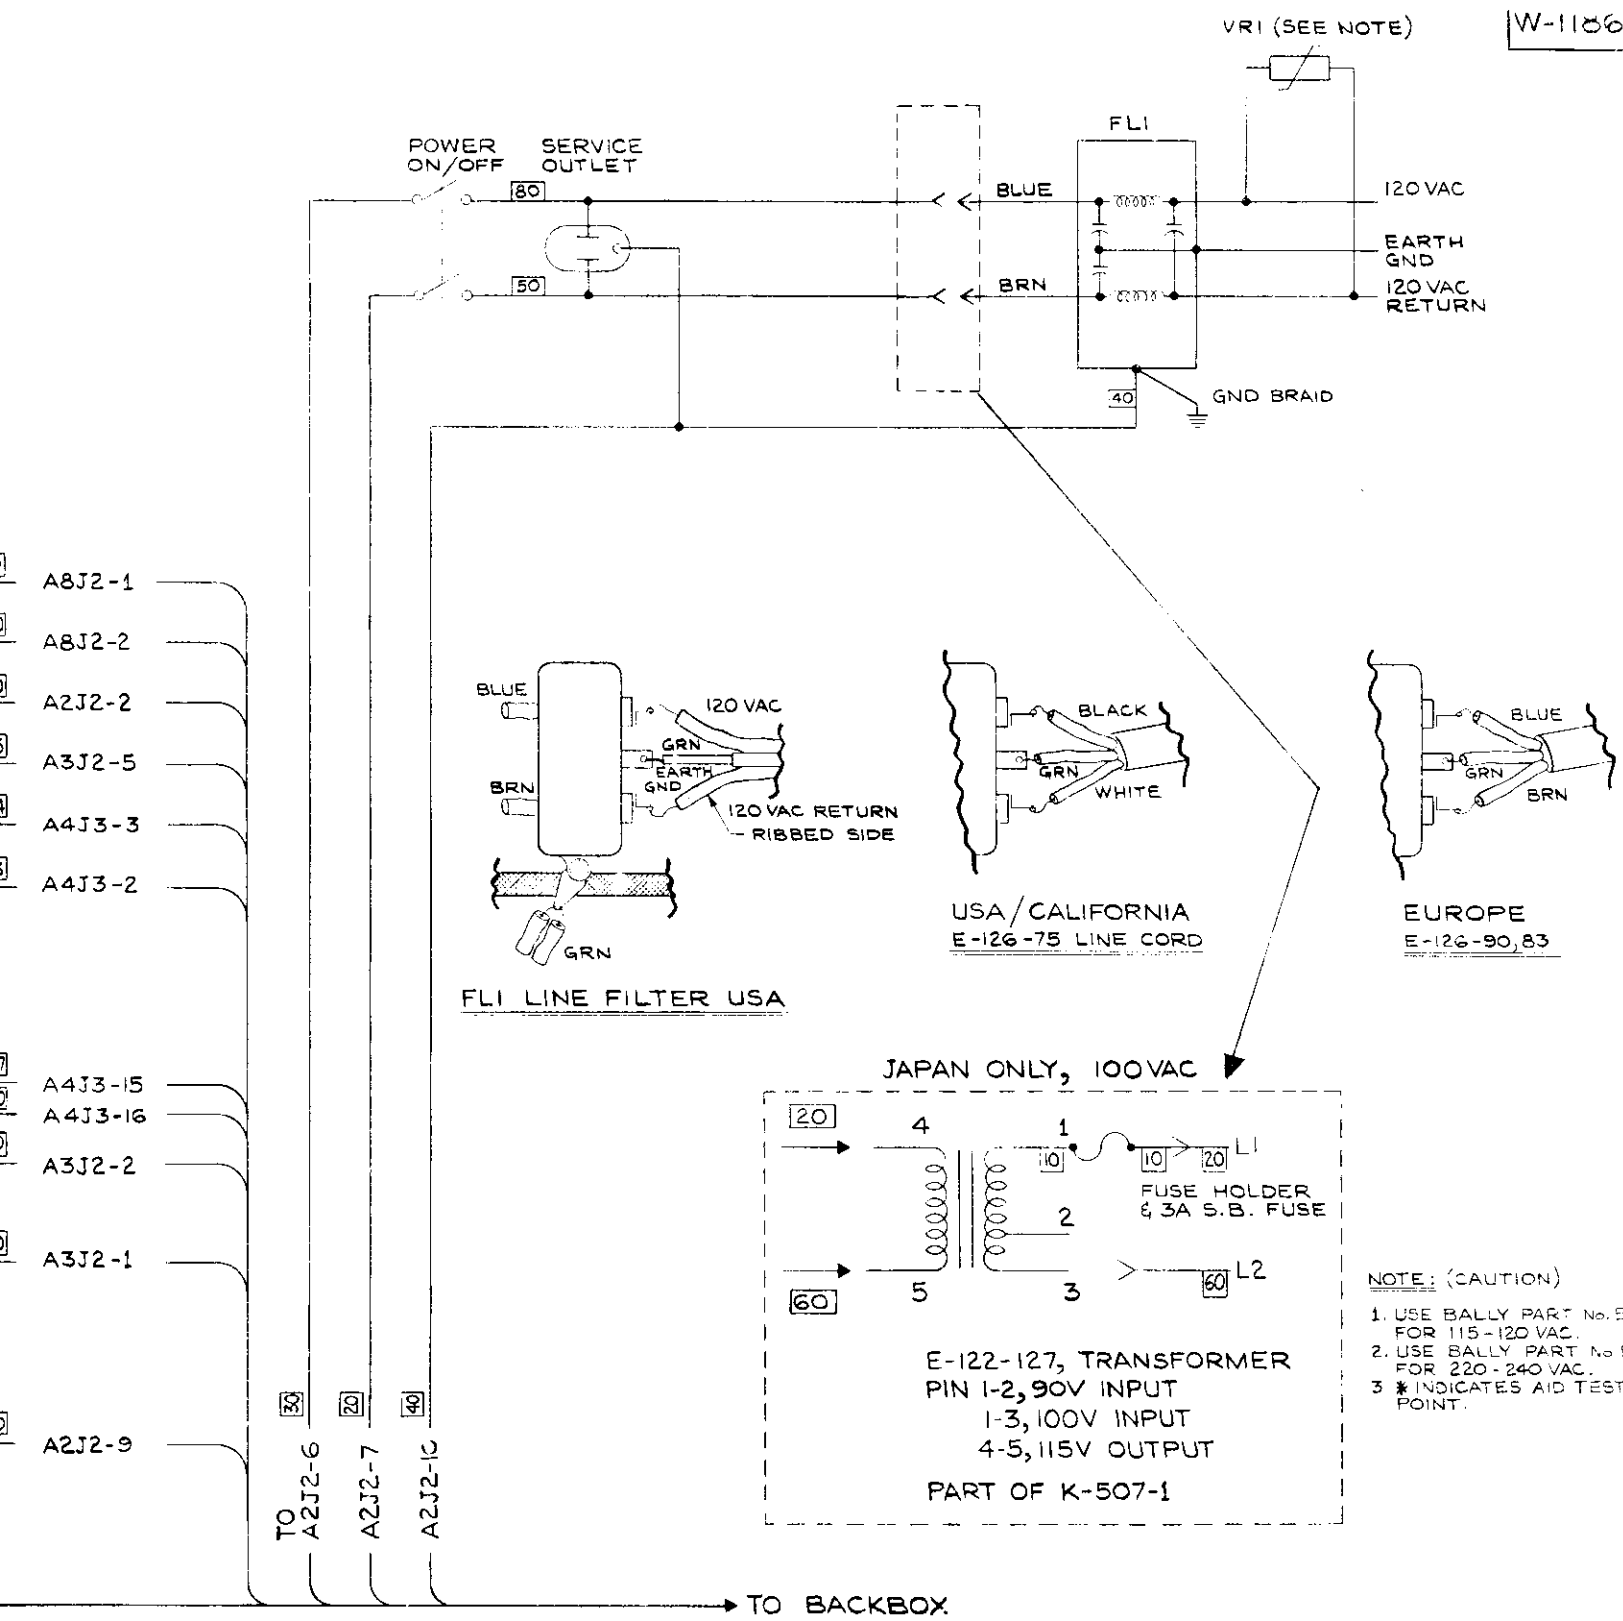 VR1 (SEE NOTE)
FL1
POWER
ON/OFF
SERVICE
OUTLET
80
BLUE
120 VAC
EARTH
GND
50
BRN
120 VAC
RETURN
40
GND BRAID
A8J2-1
A8J2-2
A2J2-2
A3J2-5
A4J3-3
A4J3-2
A4J3-15
A4J3-16
A3J2-2
A3J2-1
A2J2-9
BLUE
120 VAC
GRN
EARTH
GND
BRN
120 VAC RETURN
- RIBBED SIDE
GRN
FL1 LINE FILTER USA
BLACK
GRN
WHITE
USA/CALIFORNIA
E-126-75 LINE CORD
BLUE
GRN
BRN
EUROPE
E-126-90,83
JAPAN ONLY, 100VAC
20
4
1
10
10
20
L1
FUSE HOLDER
& 3A S.B. FUSE
2
60
5
3
60
L2
E-122-127, TRANSFORMER
PIN 1-2, 90V INPUT
1-3, 100V INPUT
4-5, 115V OUTPUT
PART OF K-507-1
NOTE: (CAUTION)
1. USE BALLY PART No.
FOR 115-120 VAC.
2. USE BALLY PART No
FOR 220-240 VAC.
3 * INDICATES AID TEST
POINT.
30
20
40
TO
A2J2-6
A2J2-7
TO BACKBOX